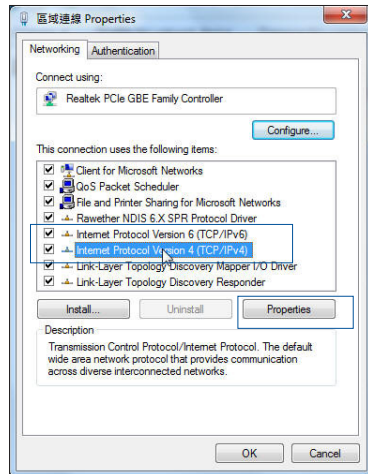 區域連線 Properties
Networking Authentication
Connect using:
Realtek PCIe GBE Family Controller
Configure...
This connection uses the following items:
Client for Microsoft Networks
QoS Packet Scheduler
File and Printer Sharing for Microsoft Networks
Rawether NDIS 6.X SPR Protocol Driver
Internet Protocol Version 6 (TCP/IPv6)
Internet Protocol Version 4 (TCP/IPv4)
Link-Layer Topology Discovery Mapper I/O Driver
Link-Layer Topology Discovery Responder
Install... Uninstall Properties
Description
Transmission Control Protocol/Internet Protocol. The default
wide area network protocol that provides communication
across diverse interconnected networks.
OK Cancel